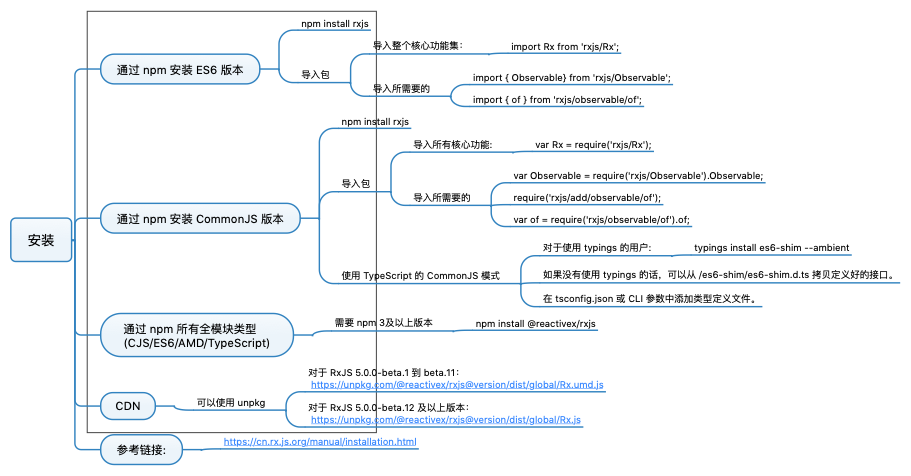 安装
通过 npm 安装 ES6 版本
npm install rxjs
导入包
导入整个核心功能集：
import Rx from 'rxjs/Rx';
导入所需要的
import { Observable} from 'rxjs/Observable';
import { of } from 'rxjs/observable/of';
通过 npm 安装 CommonJS 版本
npm install rxjs
导入包
导入所有核心功能:
var Rx = require('rxjs/Rx');
导入所需要的
var Observable = require('rxjs/Observable').Observable;
require('rxjs/add/observable/of');
var of = require('rxjs/observable/of').of;
使用 TypeScript 的 CommonJS 模式
对于使用 typings 的用户:
typings install es6-shim --ambient
如果没有使用 typings 的话，可以从 /es6-shim/es6-shim.d.ts 拷贝定义好的接口。
在 tsconfig.json 或 CLI 参数中添加类型定义文件。
通过 npm 所有全模块类型
(CJS/ES6/AMD/TypeScript)
需要 npm 3及以上版本
npm install @reactivex/rxjs
CDN
可以使用 unpkg
对于 RxJS 5.0.0-beta.1 到 beta.11：
https://unpkg.com/@reactivex/rxjs@version/dist/global/Rx.umd.js
对于 RxJS 5.0.0-beta.12 及以上版本：
https://unpkg.com/@reactivex/rxjs@version/dist/global/Rx.js
参考链接:
https://cn.rx.js.org/manual/installation.html